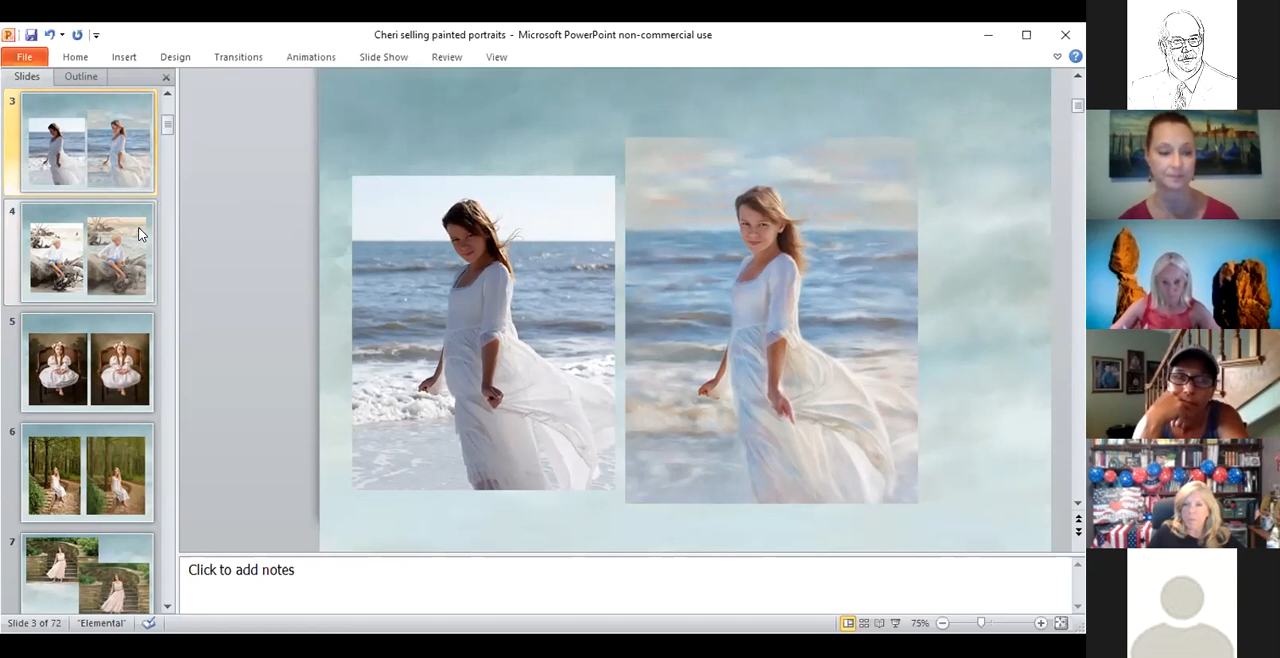 Cheri selling painted portraits - Microsoft PowerPoint non-commercial use
File Home Insert Design Transitions Animations Slide Show Review View
Slides Outline
3
4
5
6
7
Click to add notes
Slide 3 of 72 "Elemental" 75%